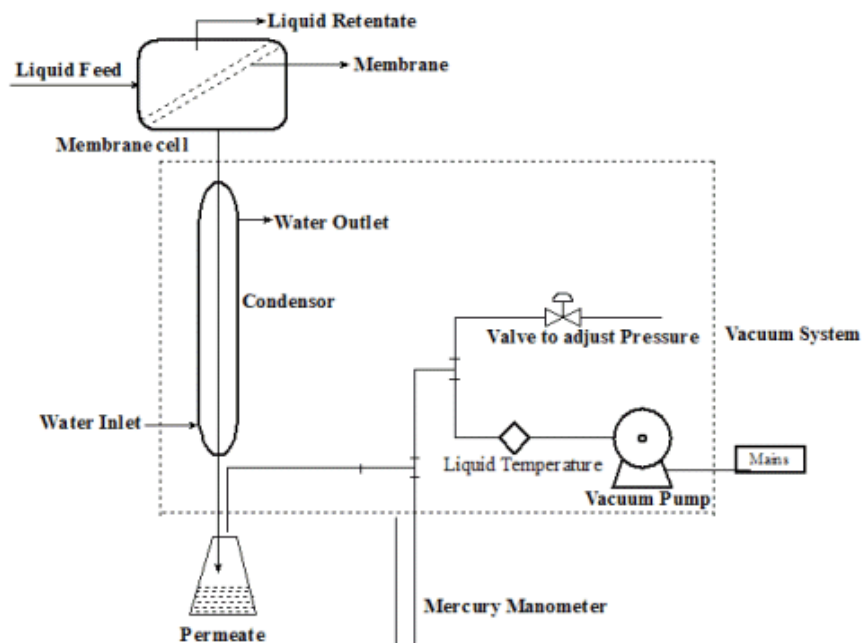 Liquid Retentate
Liquid Feed
Membrane
Membrane cell
Water Outlet
Condensor
Valve to adjust Pressure
Vacuum System
Water Inlet
Liquid Temperature
Mains
Vacuum Pump
Mercury Manometer
Permeate